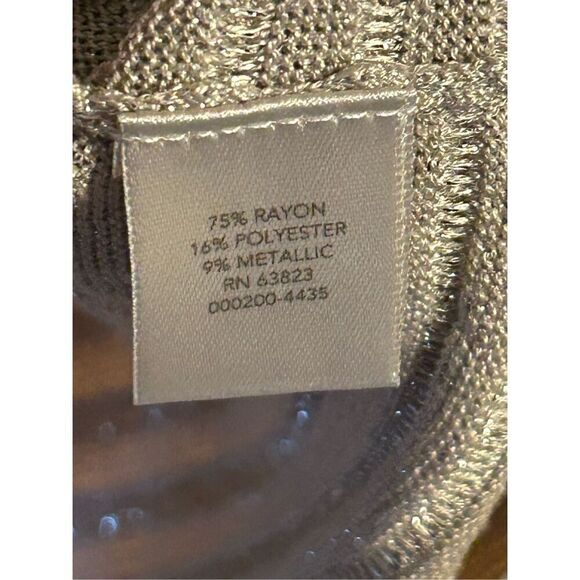 75% RAYON
16% POLYESTER
9% METALLIC
RN 63823
000200-4435